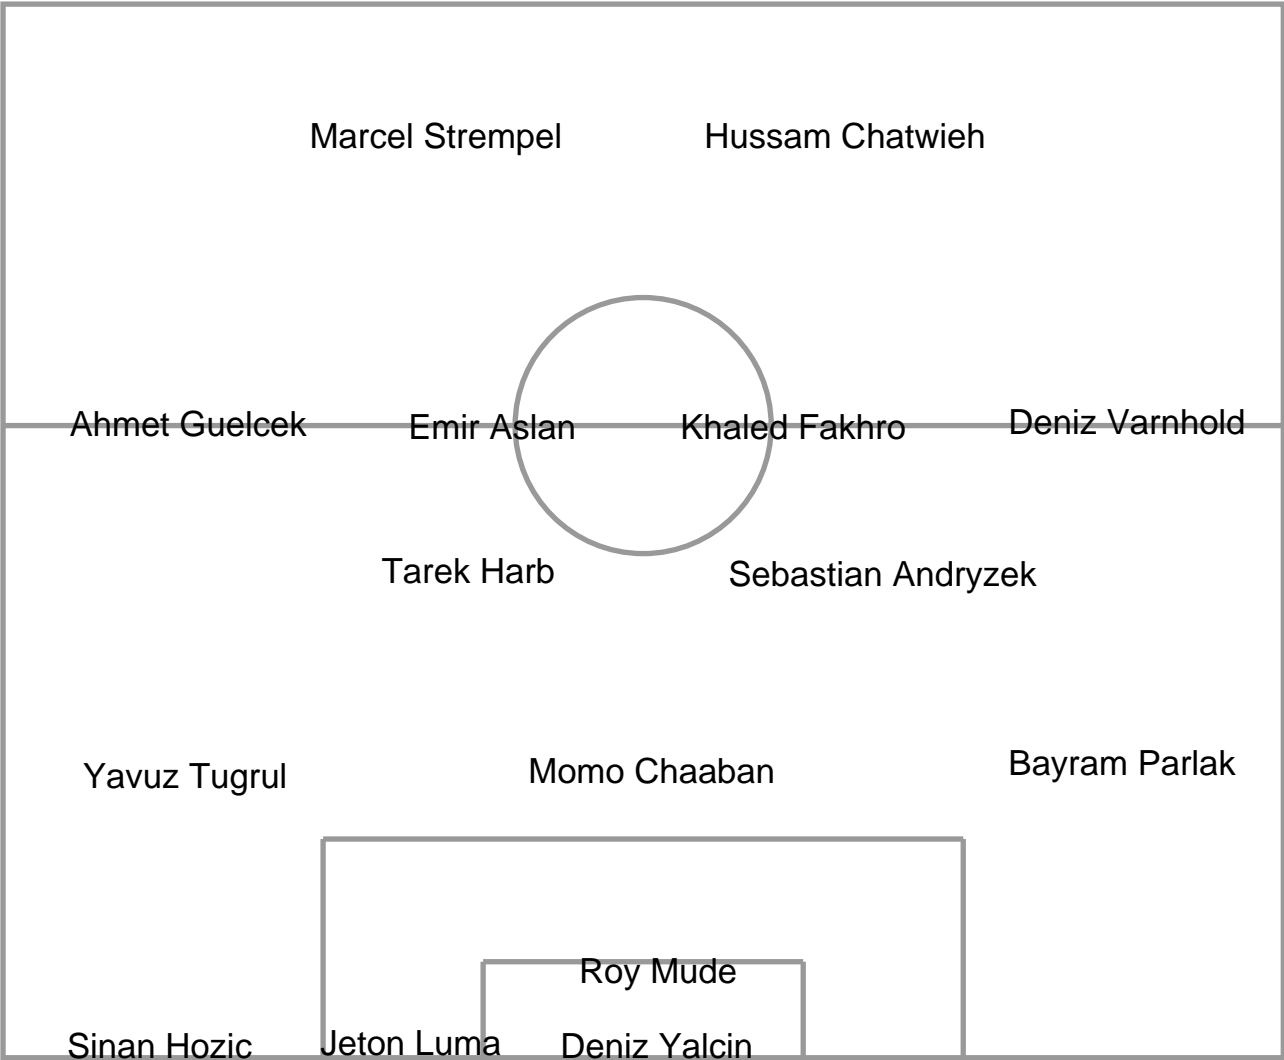 Marcel Strempel
Hussam Chatwieh
Ahmet Guelcek
Emir Aslan
Khaled Fakhro
Deniz Varnhold
Tarek Harb
Sebastian Andryzek
Yavuz Tugrul
Momo Chaaban
Bayram Parlak
Roy Mude
Sinan Hozic
Jeton Luma
Deniz Yalcin